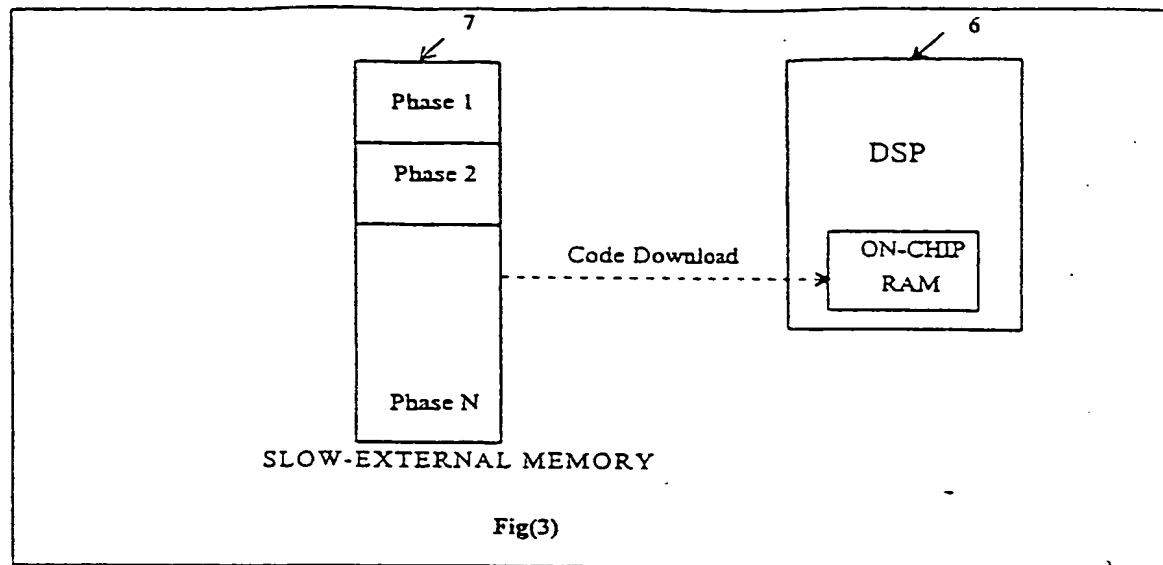 7
6
Phase 1
Phase 2
DSP
Code Download
ON-CHIP
RAM
Phase N
SLOW-EXTERNAL MEMORY
Fig(3)